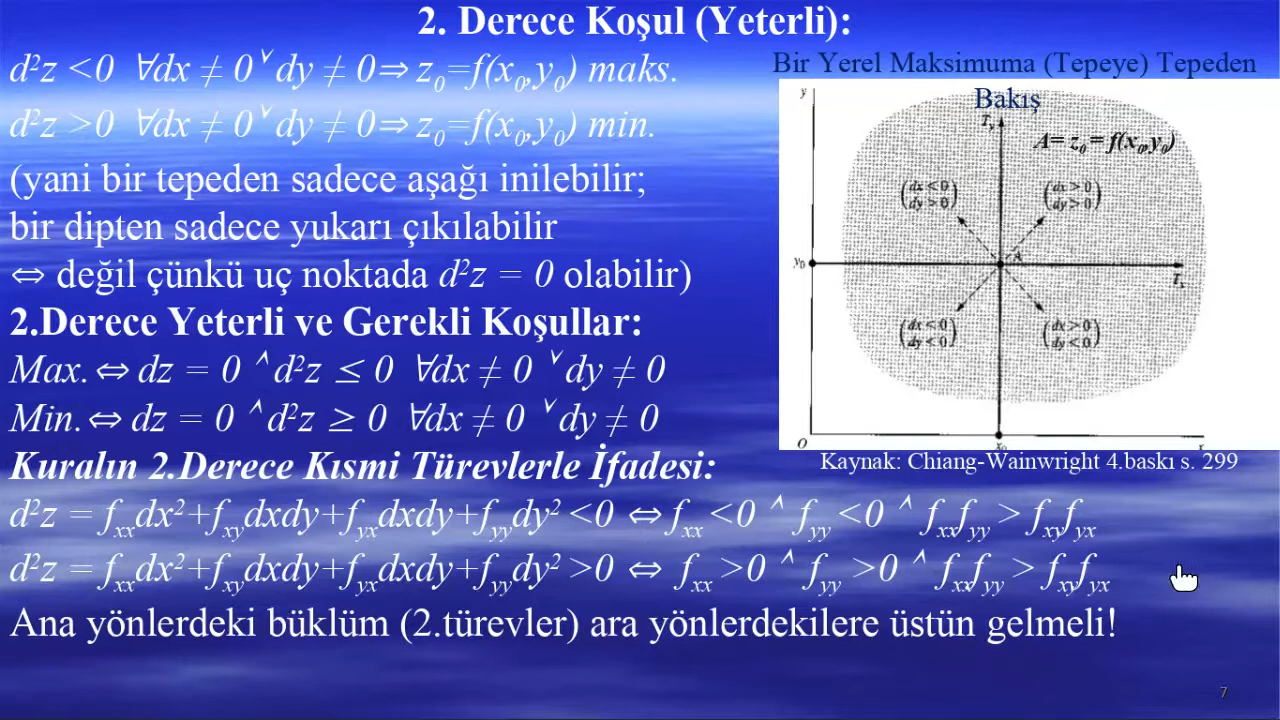 2. Derece Koşul (Yeterli):
d²z <0 ∀dx ≠ 0 ˅ dy ≠ 0⇒ z₀=f(x₀,y₀) maks.
d²z >0 ∀dx ≠ 0 ˅ dy ≠ 0⇒ z₀=f(x₀,y₀) min.
(yani bir tepeden sadece aşağı inilebilir;
bir dipten sadece yukarı çıkılabilir
⇔ değil çünkü uç noktada d²z = 0 olabilir)
2.Derece Yeterli ve Gerekli Koşullar:
Max.⇔ dz = 0 ˄ d²z ≤ 0 ∀dx ≠ 0 ˅ dy ≠ 0
Min.⇔ dz = 0 ˄ d²z ≥ 0 ∀dx ≠ 0 ˅ dy ≠ 0
Kuralın 2.Derece Kısmi Türevlerle İfadesi:
d²z = f_xx dx²+f_xy dxdy+f_yx dxdy+f_yy dy² <0 ⇔ f_xx <0 ˄ f_yy <0 ˄ f_xx f_yy > f_xy f_yx
d²z = f_xx dx²+f_xy dxdy+f_yx dxdy+f_yy dy² >0 ⇔ f_xx >0 ˄ f_yy >0 ˄ f_xx f_yy > f_xy f_yx
Ana yönlerdeki büklüm (2.türevler) ara yönlerdekilere üstün gelmeli!
Bir Yerel Maksimuma (Tepeye) Tepeden
Bakış
y
T_y
A= z₀ = f(x₀,y₀)
(dx < 0
dy > 0)
(dx > 0
dy > 0)
y₀
A
T_x
(dx < 0
dy < 0)
(dx > 0
dy < 0)
O
x₀
x
Kaynak: Chiang-Wainwright 4.baskı s. 299
7